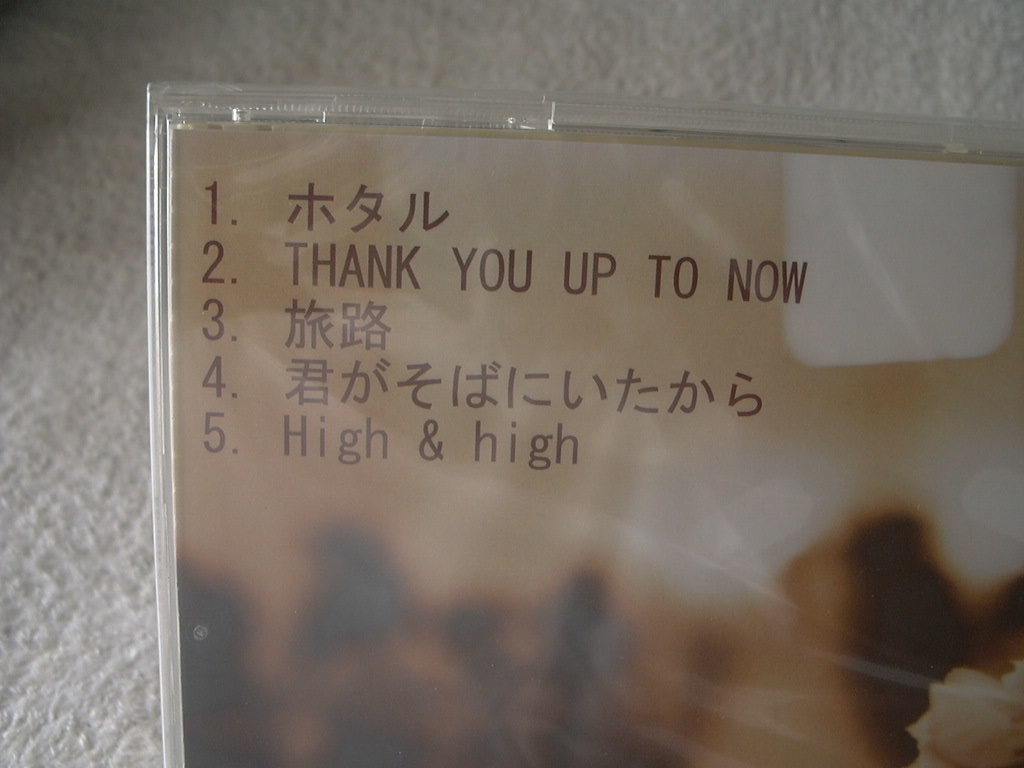 1. ホタル
2. THANK YOU UP TO NOW
3. 旅路
4. 君がそばにいたから
5. High & high